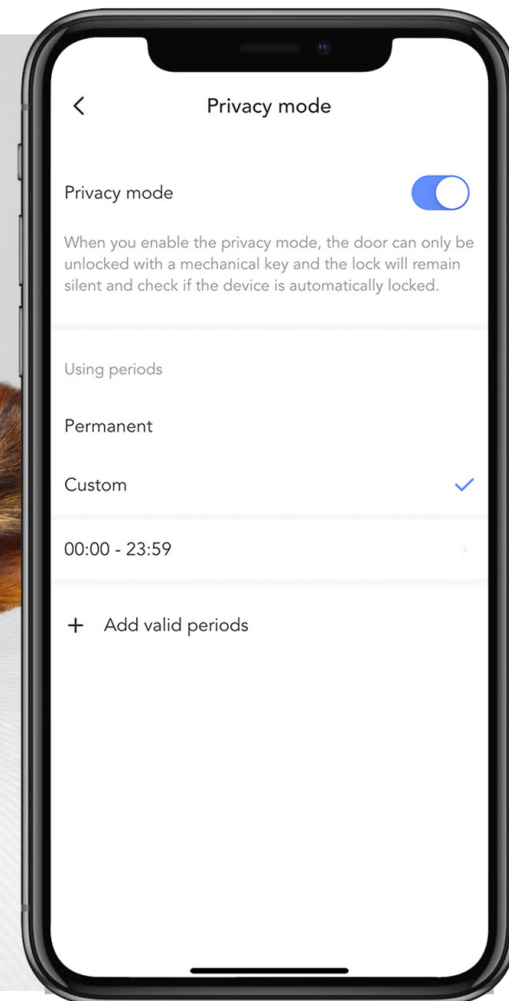 Privacy mode
Privacy mode
When you enable the privacy mode, the door can only be
unlocked with a mechanical key and the lock will remain
silent and check if the device is automatically locked.
Using periods
Permanent
Custom
00:00 - 23:59
+ Add valid periods